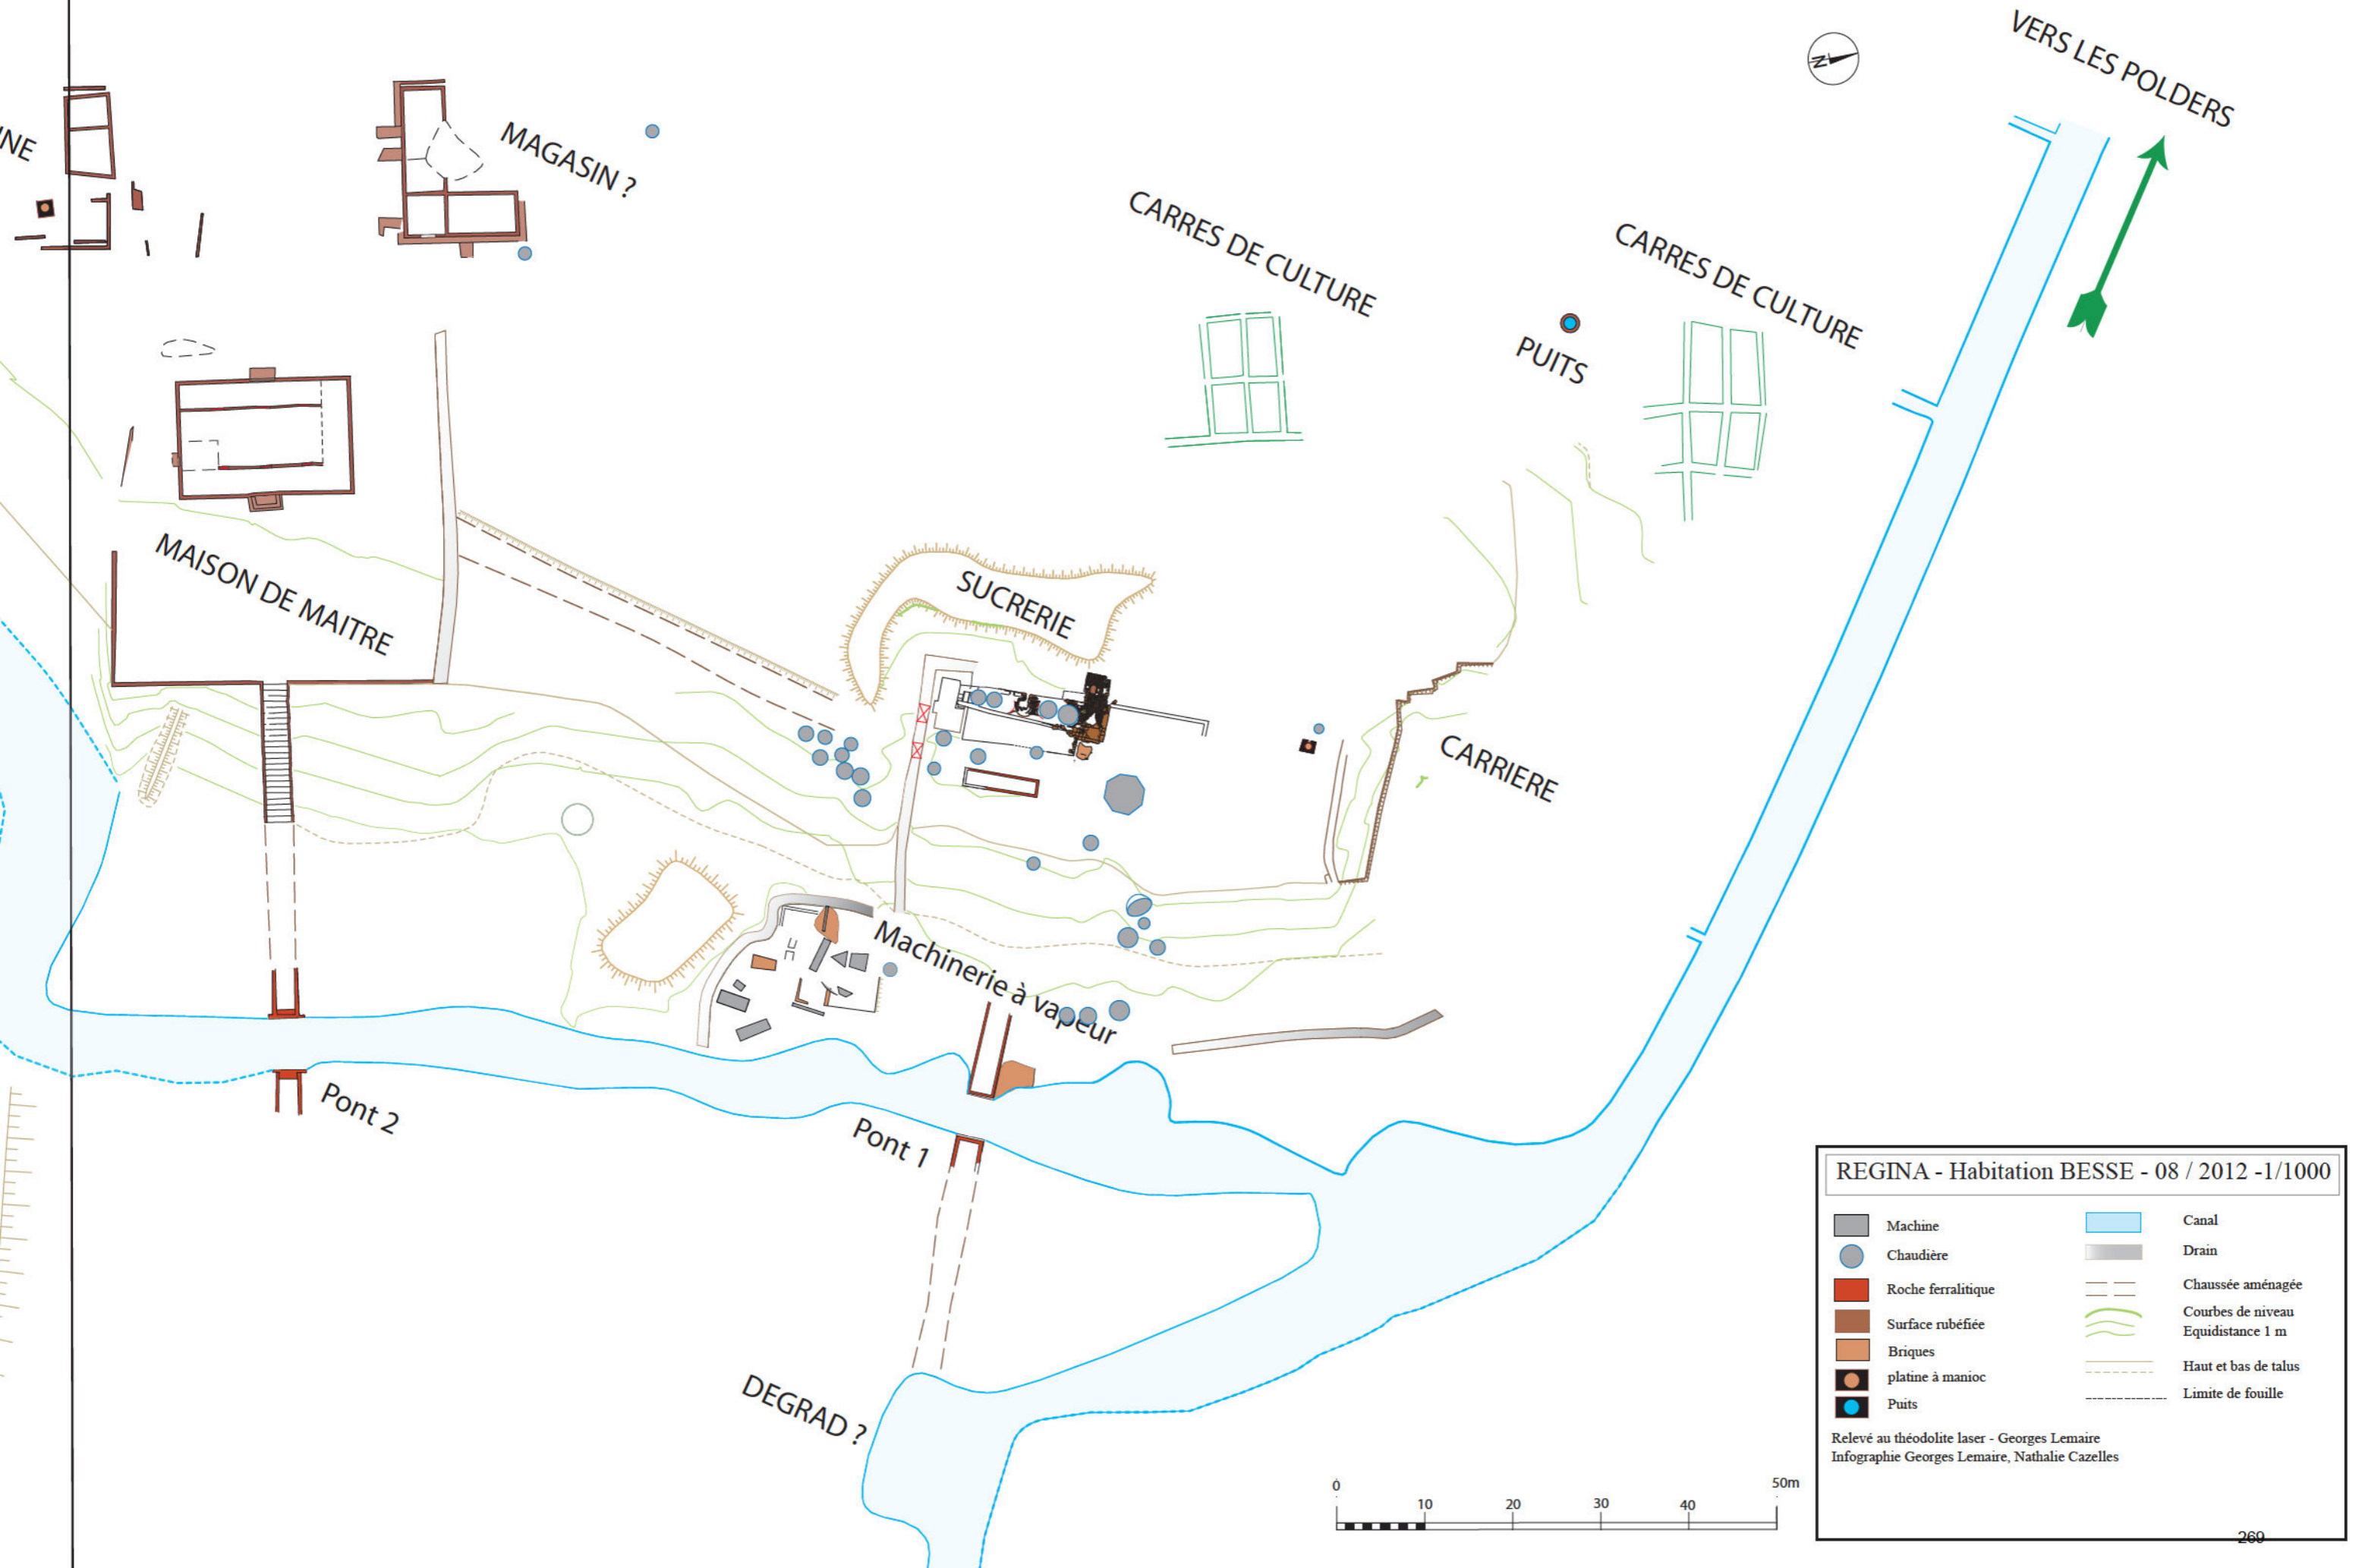 VERS LES POLDERS
N
INE
MAGASIN ?
CARRES DE CULTURE
CARRES DE CULTURE
PUITS
MAISON DE MAITRE
SUCRERIE
CARRIERE
Machinerie à vapeur
Pont 2
Pont 1
DEGRAD ?
0
10
20
30
40
50m
REGINA - Habitation BESSE - 08 / 2012 -1/1000
Machine
Chaudière
Roche ferralitique
Surface rubéfiée
Briques
platine à manioc
Puits
Canal
Drain
Chaussée aménagée
Courbes de niveau
Equidistance 1 m
Haut et bas de talus
Limite de fouille
Relevé au théodolite laser - Georges Lemaire
Infographie Georges Lemaire, Nathalie Cazelles
269